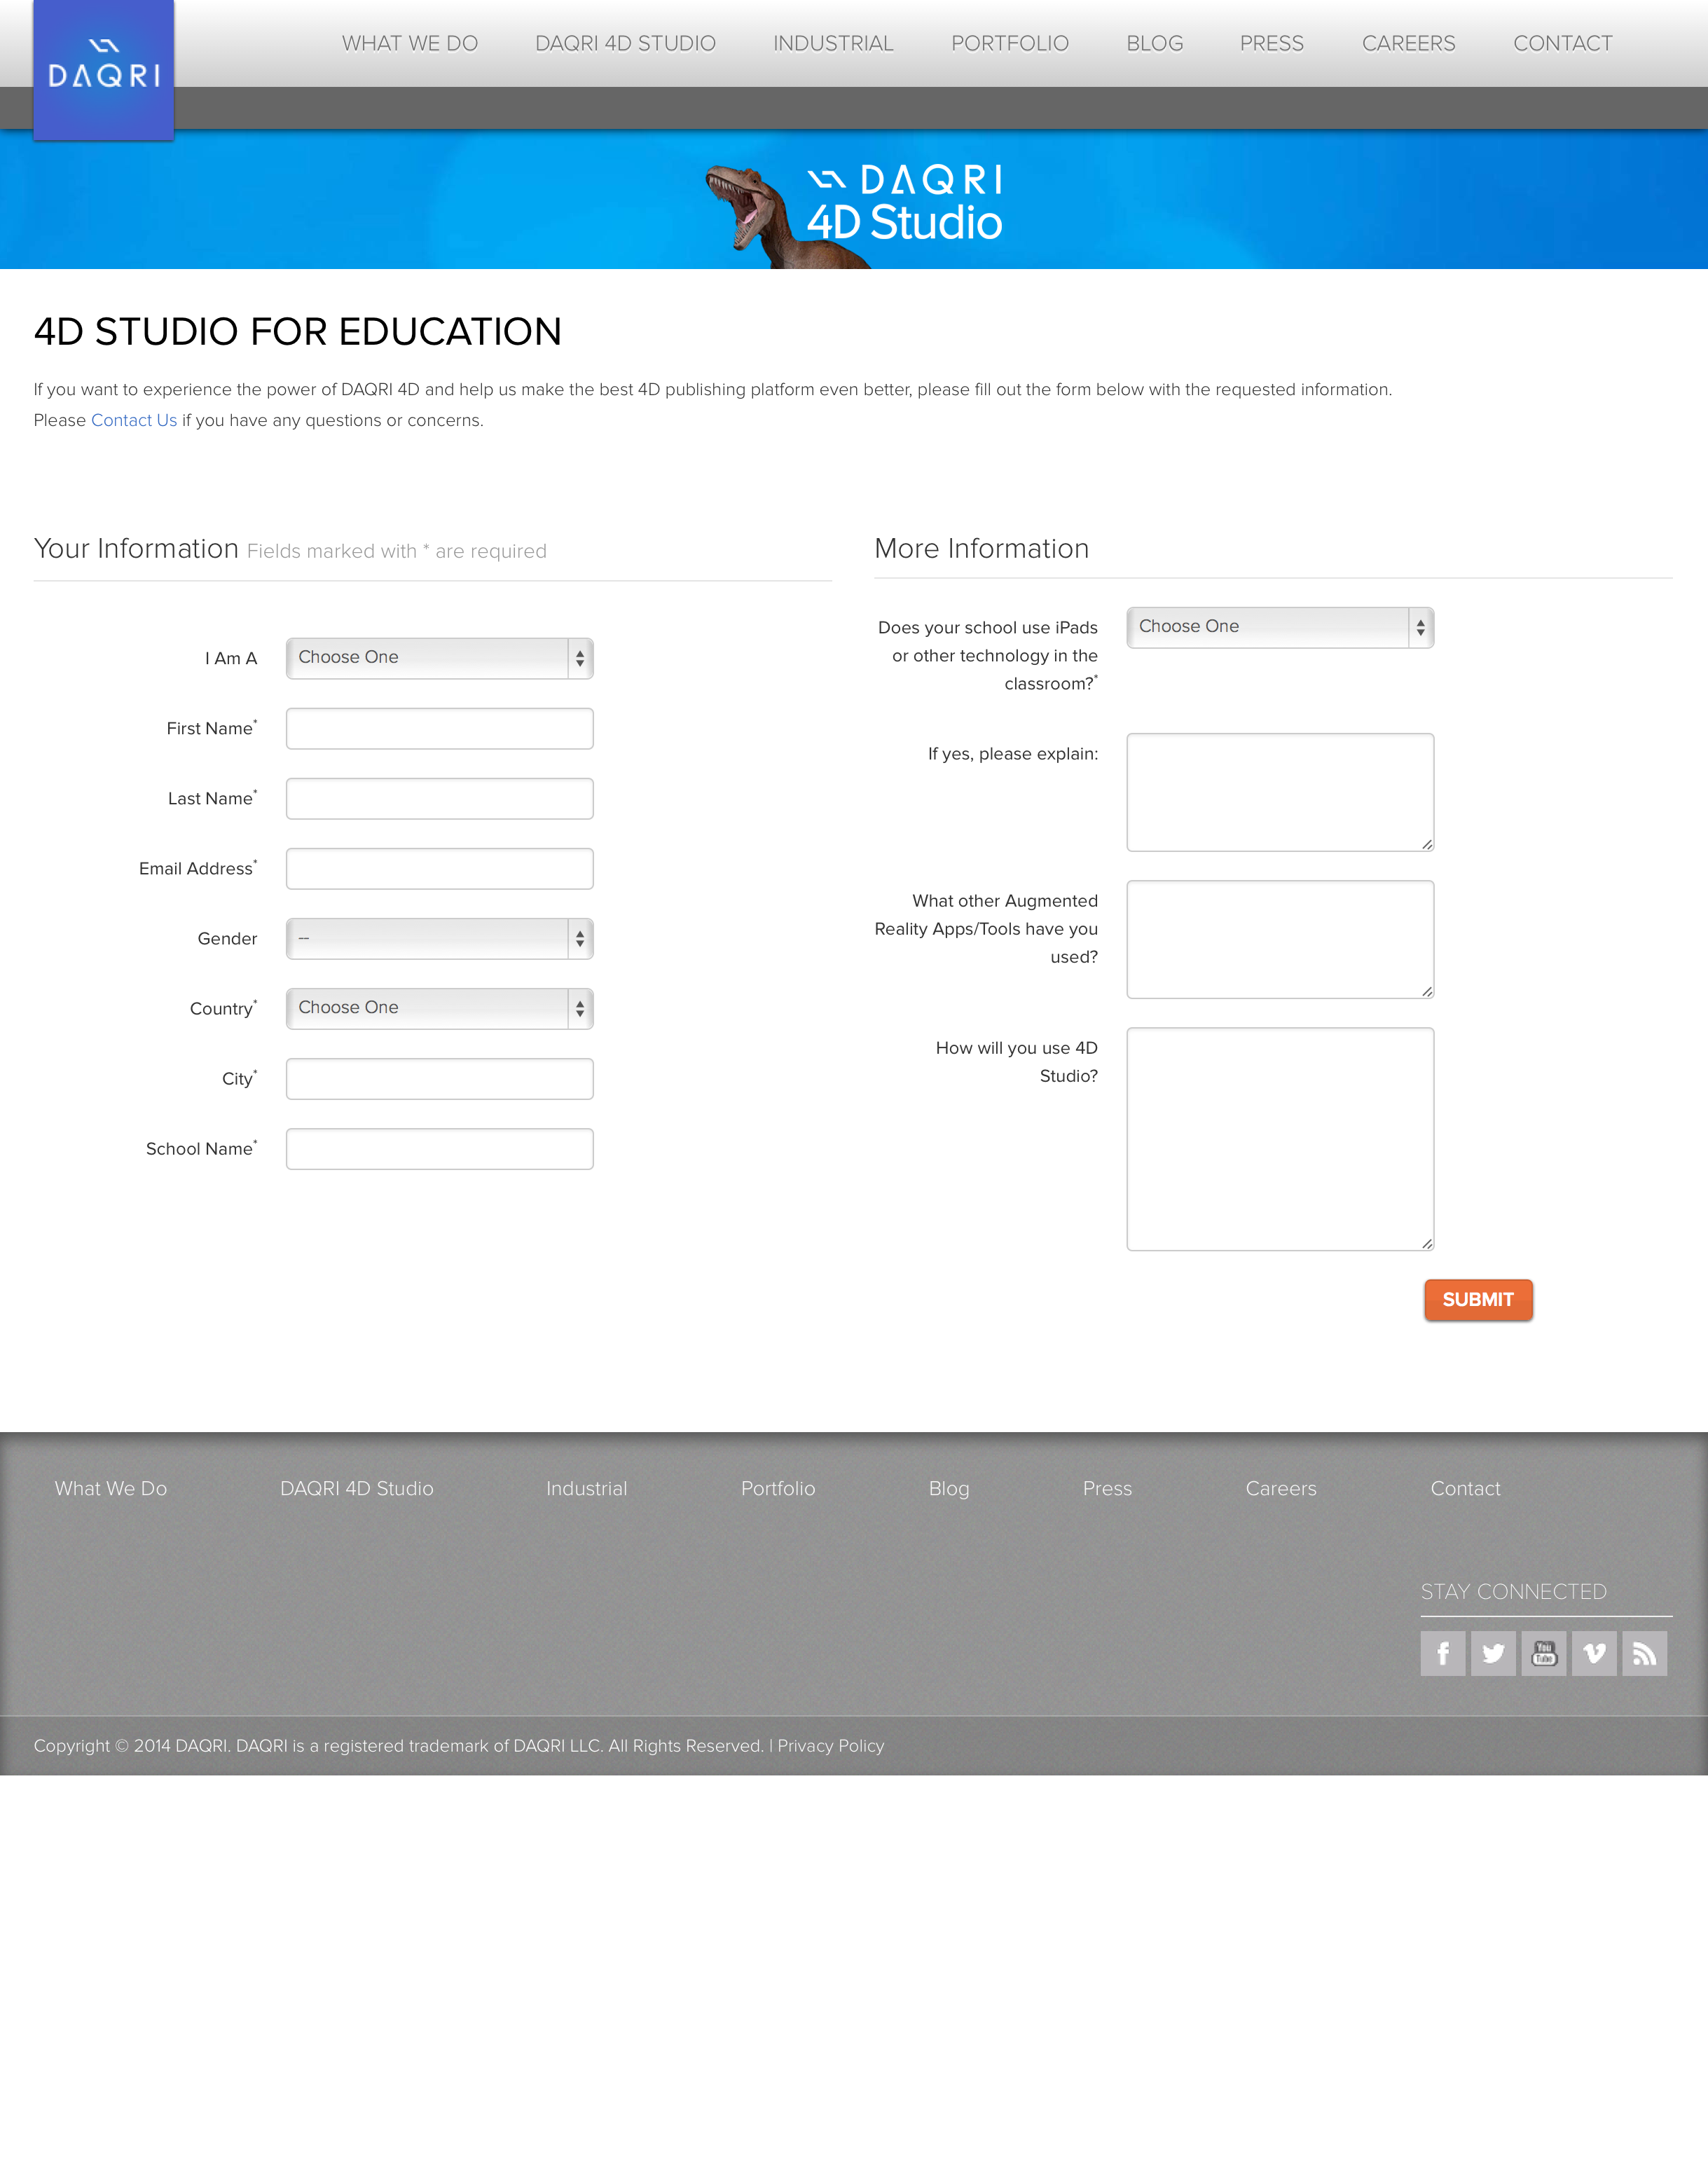 DAQRI
WHAT WE DO DAQRI 4D STUDIO INDUSTRIAL PORTFOLIO BLOG PRESS CAREERS CONTACT
DAQRI
4D Studio
4D STUDIO FOR EDUCATION
If you want to experience the power of DAQRI 4D and help us make the best 4D publishing platform even better, please fill out the form below with the requested information.
Please Contact Us if you have any questions or concerns.
Your Information Fields marked with * are required
I Am A Choose One
First Name*
Last Name*
Email Address*
Gender --
Country* Choose One
City*
School Name*
More Information
Does your school use iPads Choose One
or other technology in the
classroom?*
If yes, please explain:
What other Augmented
Reality Apps/Tools have you
used?
How will you use 4D
Studio?
SUBMIT
What We Do DAQRI 4D Studio Industrial Portfolio Blog Press Careers Contact
STAY CONNECTED
You
Tube
Copyright © 2014 DAQRI. DAQRI is a registered trademark of DAQRI LLC. All Rights Reserved. | Privacy Policy